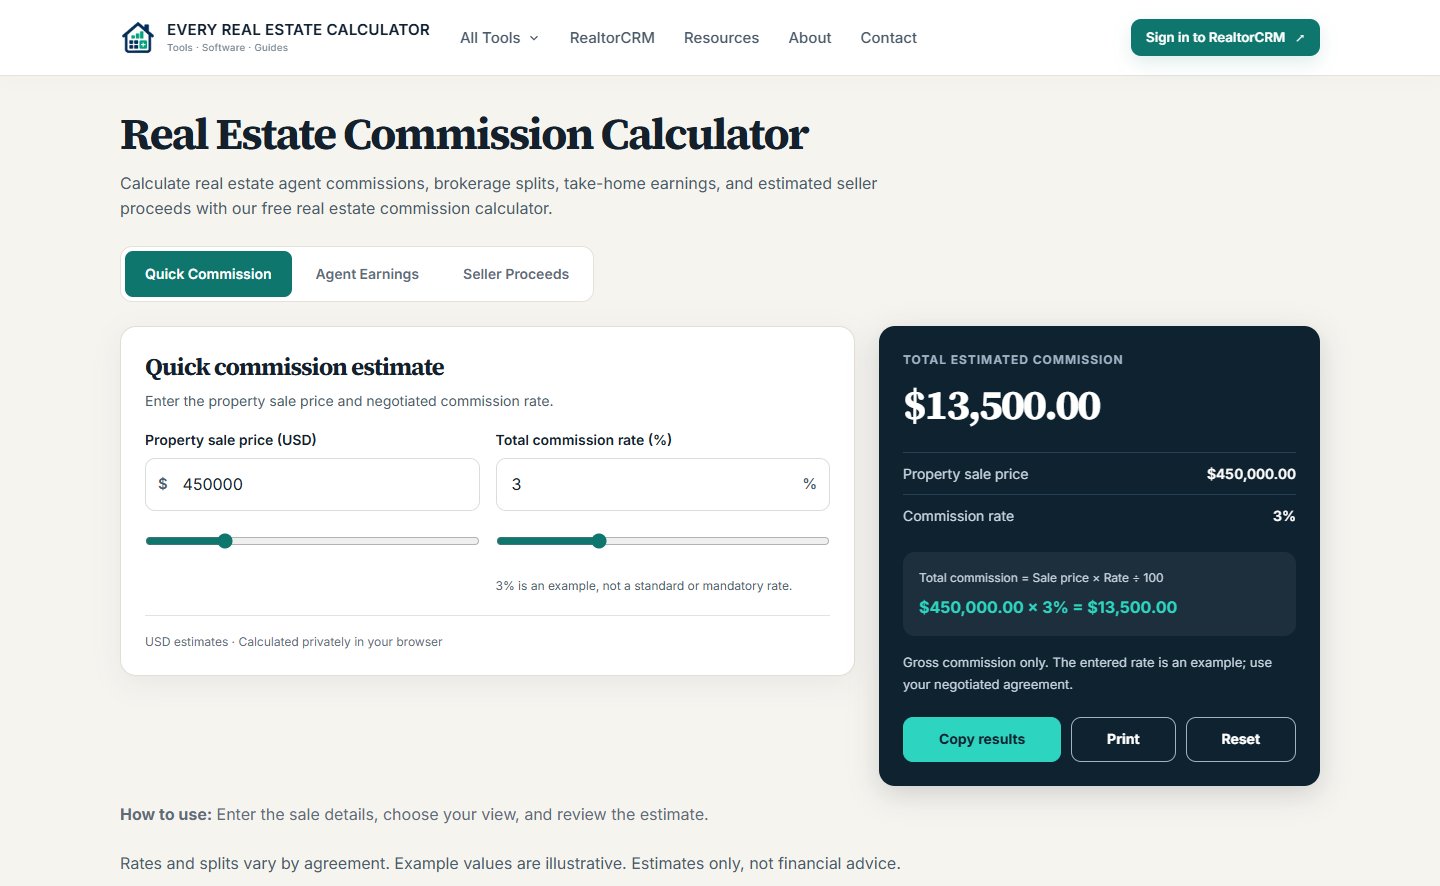 EVERY REAL ESTATE CALCULATOR
Tools · Software · Guides
All Tools
RealtorCRM
Resources
About
Contact
Sign in to RealtorCRM ↗
Real Estate Commission Calculator
Calculate real estate agent commissions, brokerage splits, take-home earnings, and estimated seller
proceeds with our free real estate commission calculator.
Quick Commission
Agent Earnings
Seller Proceeds
Quick commission estimate
Enter the property sale price and negotiated commission rate.
Property sale price (USD)
$ 450000
Total commission rate (%)
3 %
3% is an example, not a standard or mandatory rate.
USD estimates · Calculated privately in your browser
TOTAL ESTIMATED COMMISSION
$13,500.00
Property sale price $450,000.00
Commission rate 3%
Total commission = Sale price × Rate ÷ 100
$450,000.00 × 3% = $13,500.00
Gross commission only. The entered rate is an example; use
your negotiated agreement.
Copy results
Print
Reset
How to use: Enter the sale details, choose your view, and review the estimate.
Rates and splits vary by agreement. Example values are illustrative. Estimates only, not financial advice.